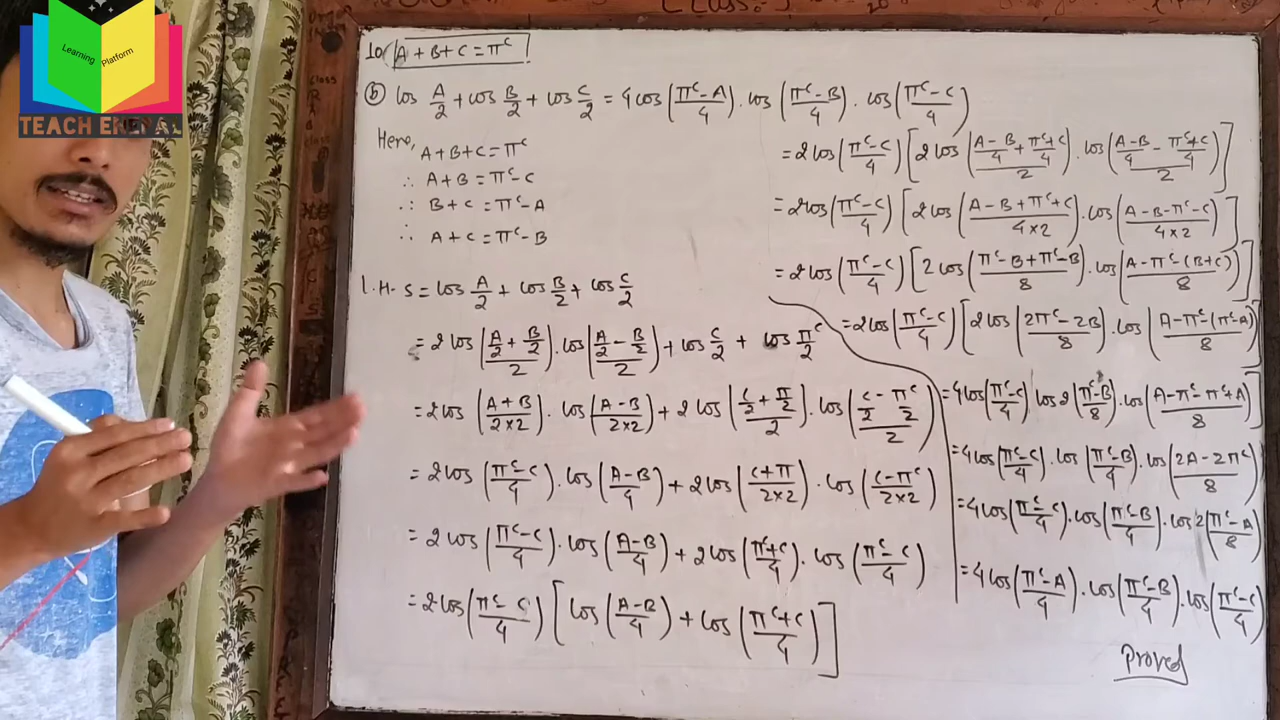 Learning Platform
TEACH EKEPAL
10. A + B + C = π^c
(b) cos A/2 + cos B/2 + cos C/2 = 4cos((π^c - A)/4) . cos((π^c - B)/4) . cos((π^c - C)/4)
Here,
A + B + C = π^c
∴ A + B = π^c - C
∴ B + C = π^c - A
∴ A + C = π^c - B
L.H.S = cos A/2 + cos B/2 + cos C/2
= 2cos((A/2 + B/2)/2) . cos((A/2 - B/2)/2) + cos C/2 + cos π^c/2
= 2cos((A + B)/(2×2)) . cos((A - B)/(2×2)) + 2cos((C/2 + π/2)/2) . cos((C/2 - π^c/2)/2)
= 2cos((π^c - C)/4) . cos((A - B)/4) + 2cos((C + π)/(2×2)) . cos((C - π^c)/(2×2))
= 2cos((π^c - C)/4) . cos((A - B)/4) + 2cos((π^c + C)/4) . cos((π^c - C)/4)
= 2cos((π^c - C)/4) [cos((A - B)/4) + cos((π^c + C)/4)]
= 2cos((π^c - C)/4) [2cos(((A - B)/4 + (π^c + C)/4)/2) . cos(((A - B)/4 - (π^c + C)/4)/2)]
= 2cos((π^c - C)/4) [2cos((A - B + π^c + C)/(4×2)) . cos((A - B - π^c - C)/(4×2))]
= 2cos((π^c - C)/4) [2cos((π^c - B + π^c - B)/8) . cos((A - π^c - (B + C))/8)]
= 2cos((π^c - C)/4) [2cos((2π^c - 2B)/8) . cos((A - π^c - (π^c - A))/8)]
= 4cos((π^c - C)/4) cos 2((π^c - B)/8) . cos((A - π^c - π^c + A)/8)]
= 4cos((π^c - C)/4) . cos((π^c - B)/4) . cos((2A - 2π^c)/8)
= 4cos((π^c - C)/4) . cos((π^c - B)/4) . cos 2((π^c - A)/8)
= 4cos((π^c - A)/4) . cos((π^c - B)/4) . cos((π^c - C)/4)
Proved